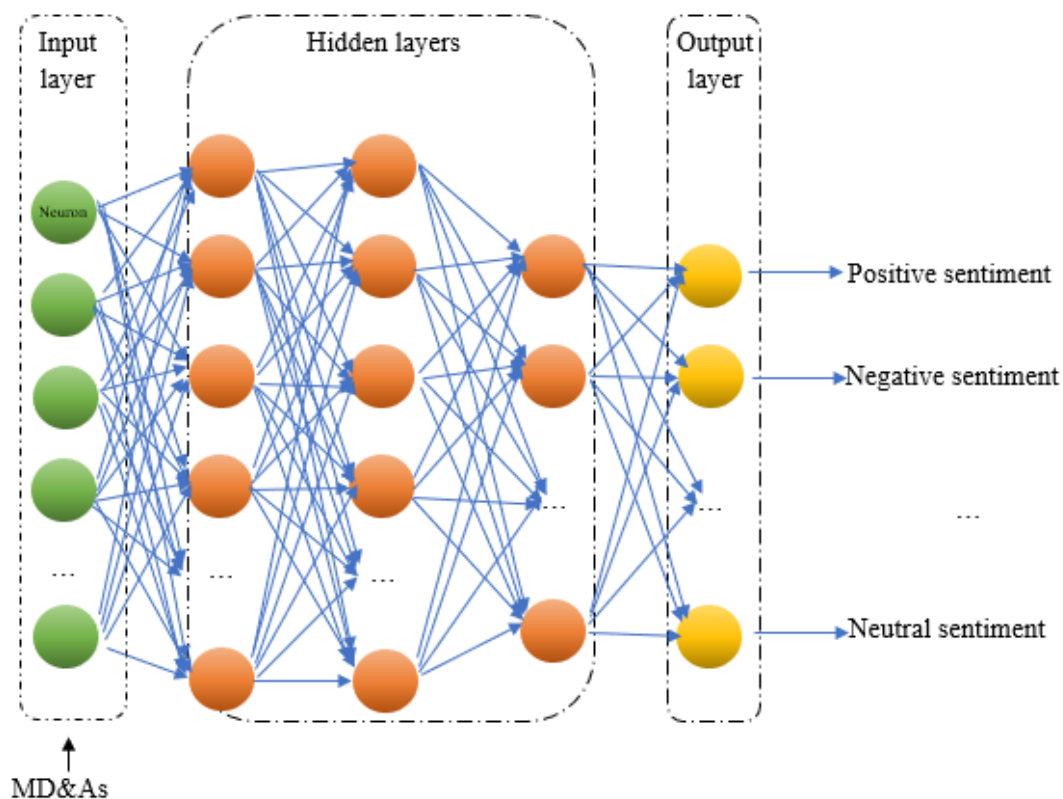 Input
layer
Hidden layers
Output
layer
Neuron
Positive sentiment
Negative sentiment
...
...
...
...
...
...
Neutral sentiment
MD&As